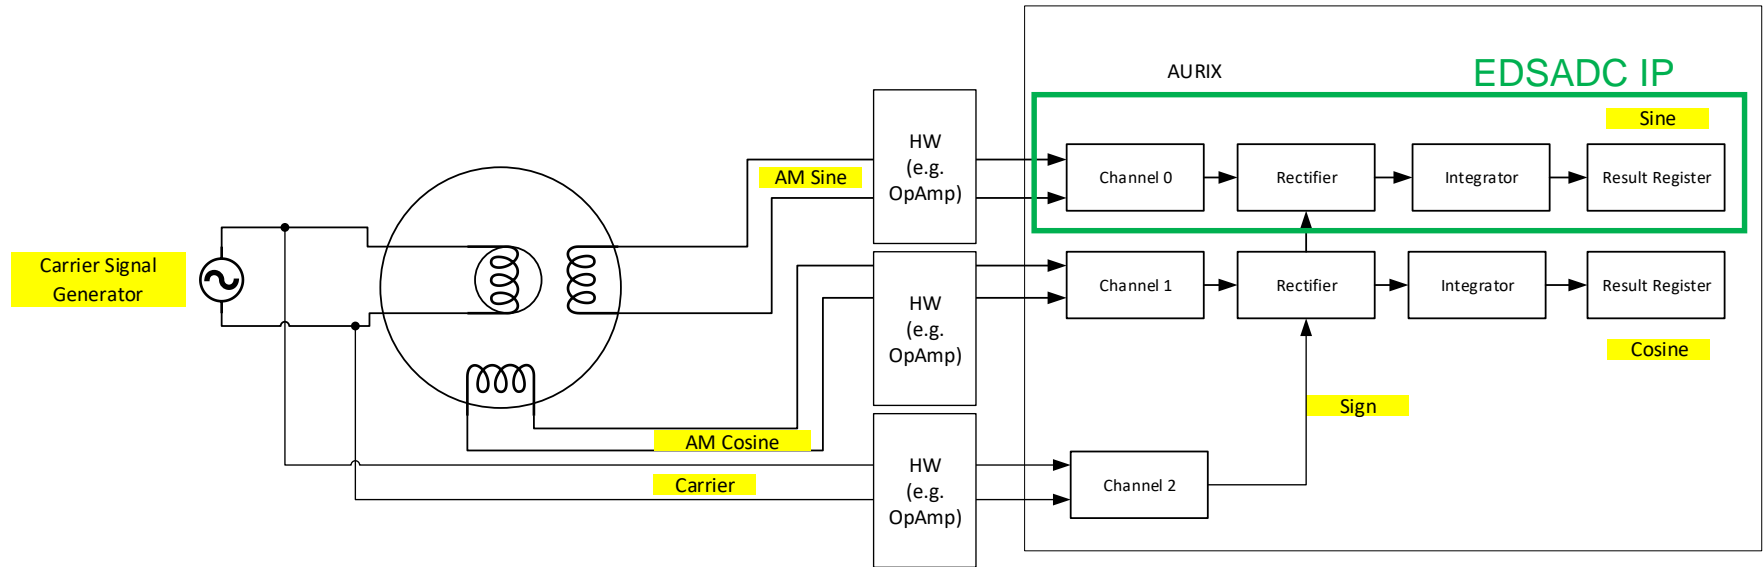 AURIX
EDSADC IP
Sine
HW
(e.g.
OpAmp)
AM Sine
Channel 0
Rectifier
Integrator
Result Register
Carrier Signal
Generator
HW
(e.g.
OpAmp)
Channel 1
Rectifier
Integrator
Result Register
Cosine
Sign
AM Cosine
Carrier
HW
(e.g.
OpAmp)
Channel 2